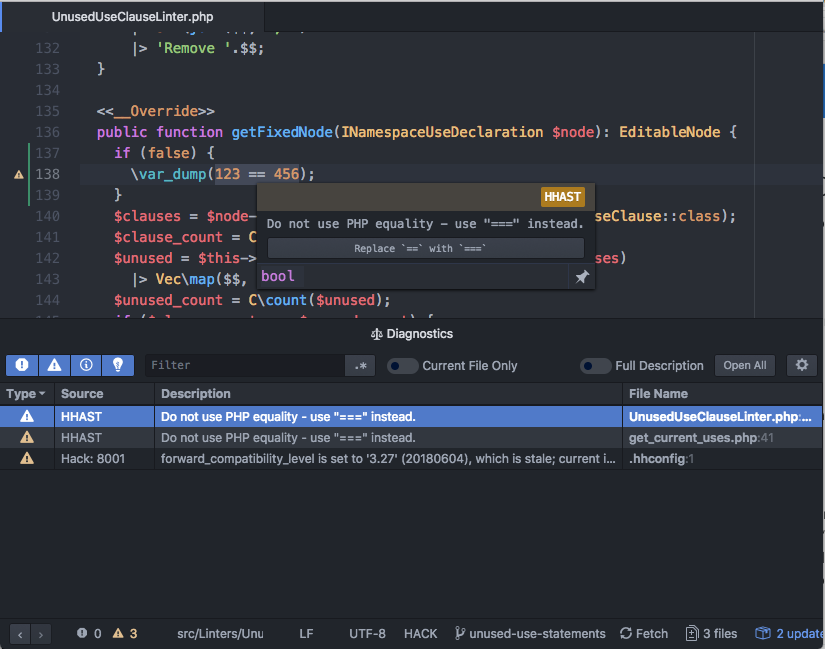 UnusedUseClauseLinter.php
132 |> 'Remove '.$$;
133 }
134
135 <<__Override>>
136 public function getFixedNode(INamespaceUseDeclaration $node): EditableNode {
137 if (false) {
138 \var_dump(123 == 456);
139 }
HHAST
140 $clauses = $node- seClause::class);
Do not use PHP equality – use "===" instead.
141 $clause_count = C
Replace `==` with `===`
142 $unused = $this-> ses)
143 |> Vec\map($$,
bool
144 $unused_count = C\count($unused);
Diagnostics
Filter .* Current File Only Full Description Open All
Type Source Description File Name
HHAST Do not use PHP equality - use "===" instead. UnusedUseClauseLinter.php:...
HHAST Do not use PHP equality - use "===" instead. get_current_uses.php:41
Hack: 8001 forward_compatibility_level is set to '3.27' (20180604), which is stale; current i... .hhconfig:1
0 3 src/Linters/Unu LF UTF-8 HACK unused-use-statements Fetch 3 files 2 update